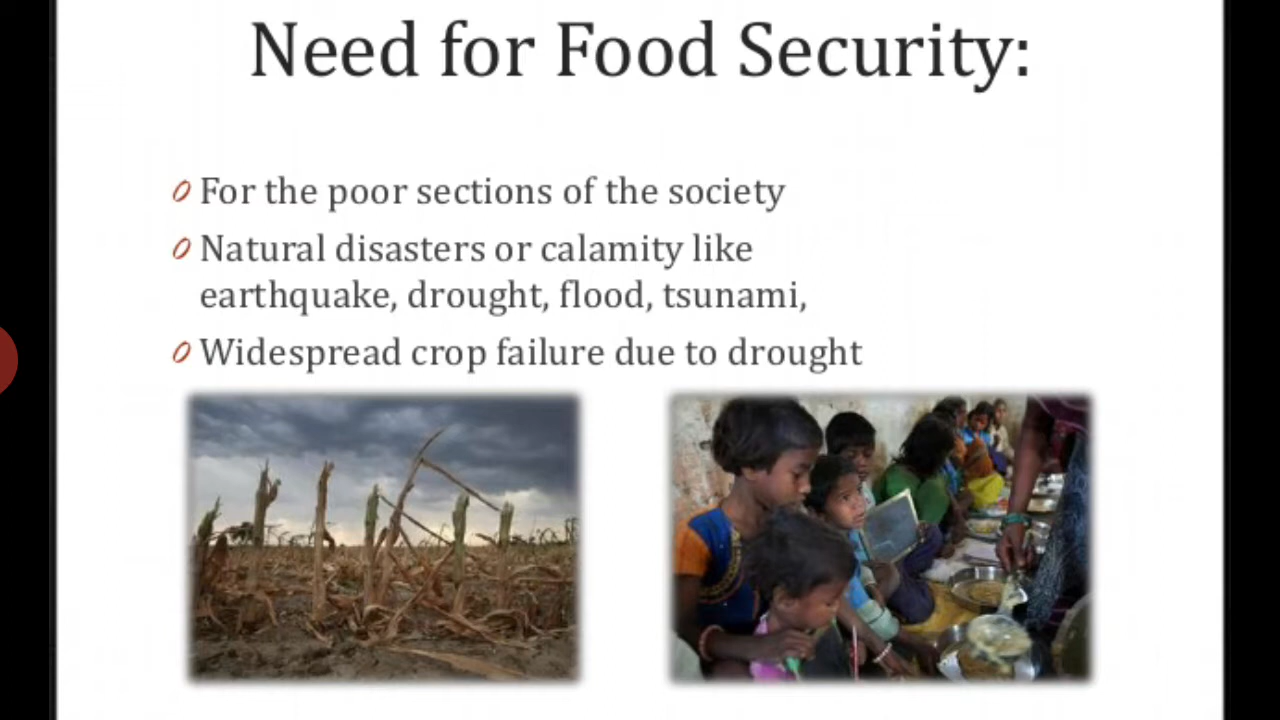 Need for Food Security:
For the poor sections of the society
Natural disasters or calamity like
earthquake, drought, flood, tsunami,
Widespread crop failure due to drought